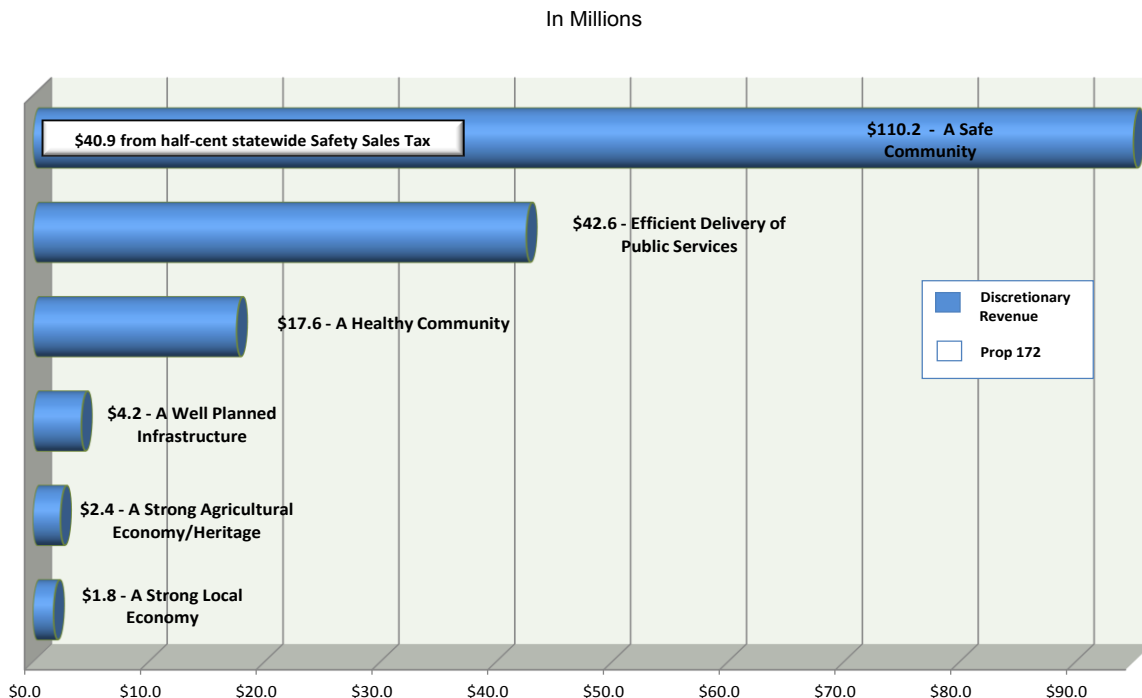 In Millions
$40.9 from half-cent statewide Safety Sales Tax
$110.2 - A Safe
Community
$42.6 - Efficient Delivery of
Public Services
Discretionary
Revenue
Prop 172
$17.6 - A Healthy Community
$4.2 - A Well Planned
Infrastructure
$2.4 - A Strong Agricultural
Economy/Heritage
$1.8 - A Strong Local
Economy
$0.0 $10.0 $20.0 $30.0 $40.0 $50.0 $60.0 $70.0 $80.0 $90.0